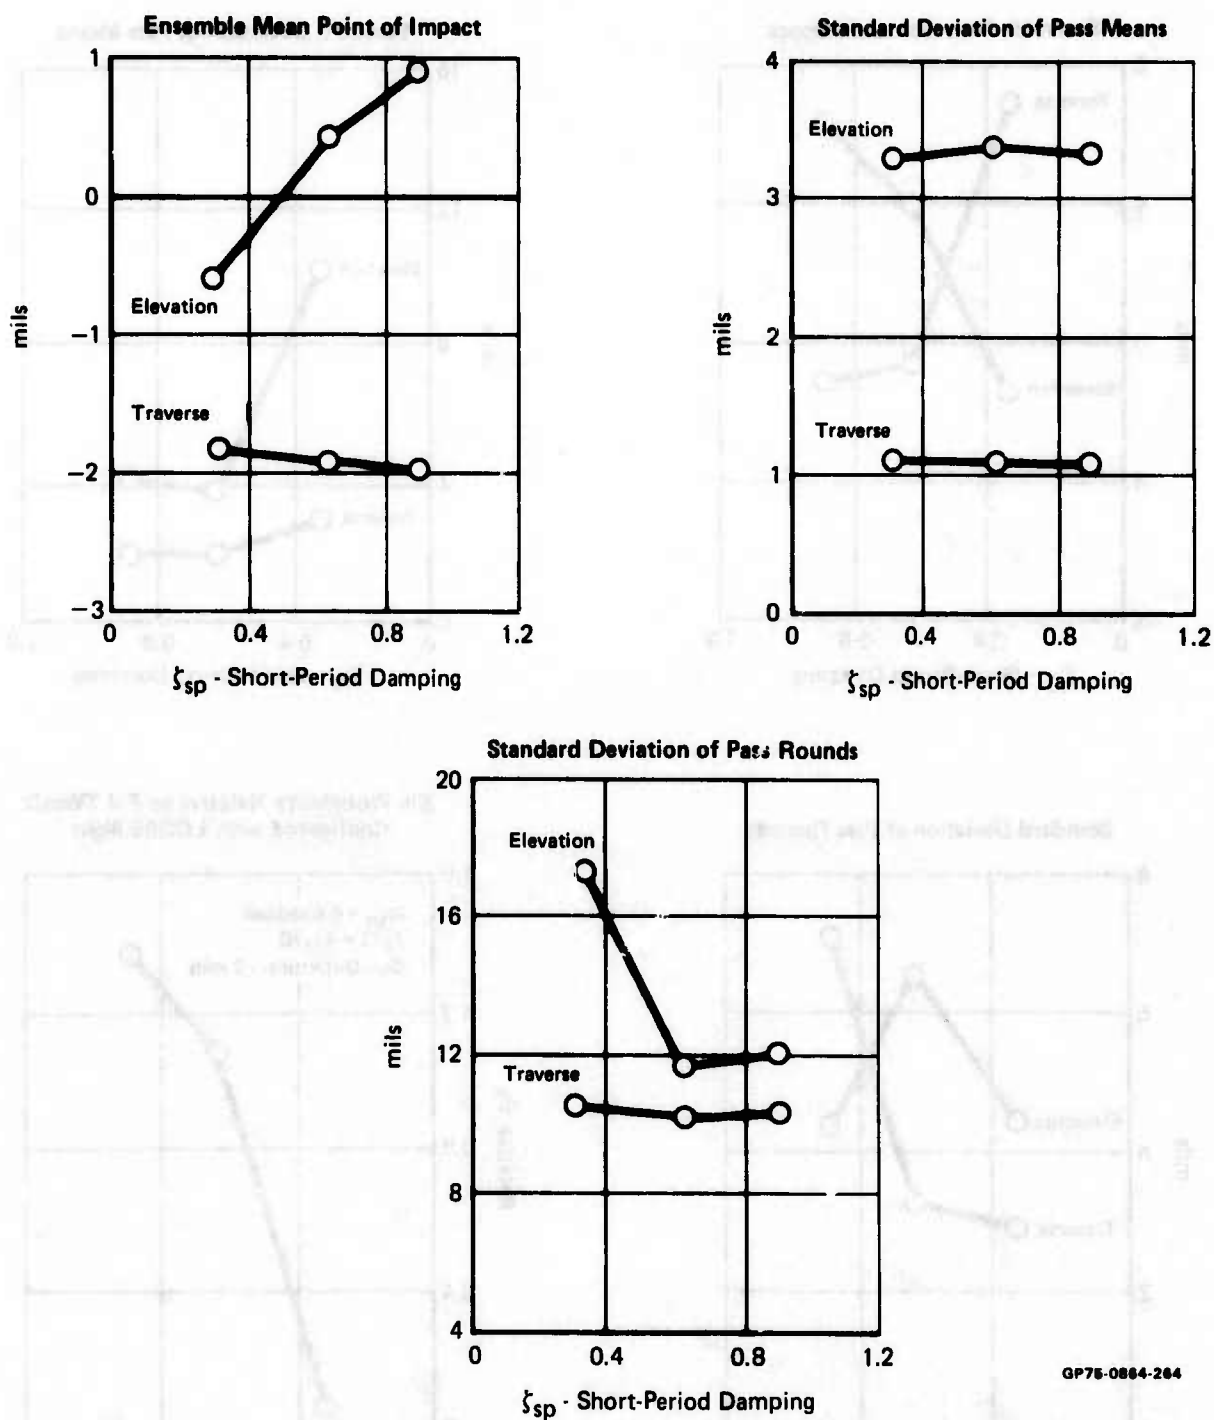 Ensemble Mean Point of Impact
1
0
−1
−2
−3
mils
Elevation
Traverse
0 0.4 0.8 1.2
ζsp - Short-Period Damping
Standard Deviation of Pass Means
4
3
2
1
0
mils
Elevation
Traverse
0 0.4 0.8 1.2
ζsp - Short-Period Damping
Standard Deviation of Pass Rounds
20
16
12
8
4
mils
Elevation
Traverse
0 0.4 0.8 1.2
ζsp - Short-Period Damping
GP75-0864-264